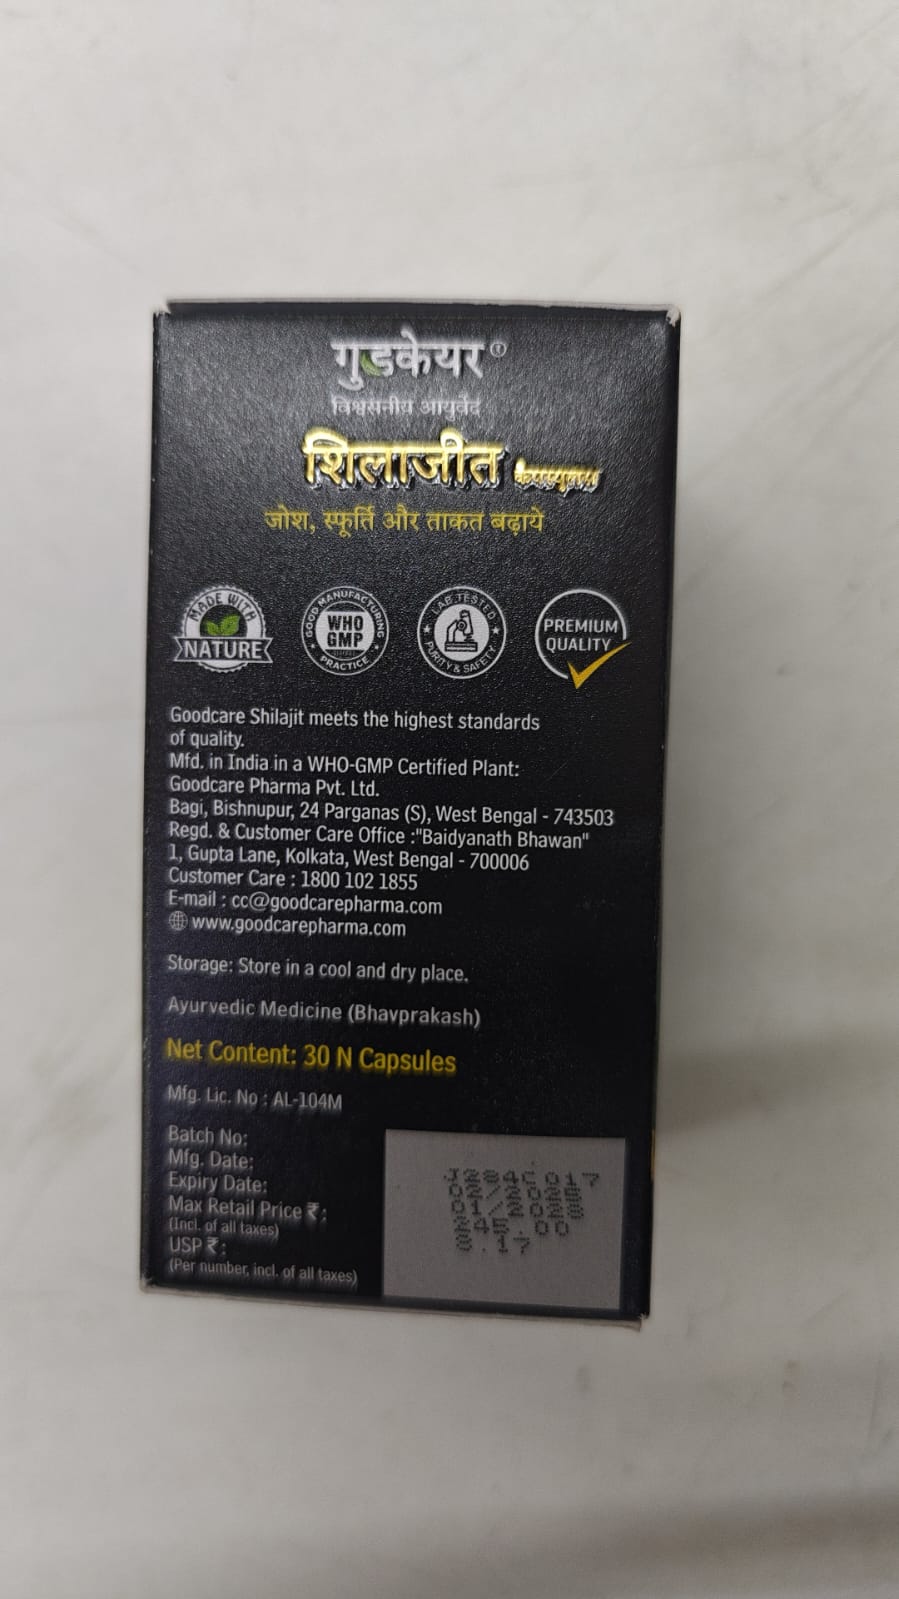 गुडकेयर®
विश्वसनीय आयुर्वेद
शिलाजीत कैप्स्यूल्स
जोश, स्फूर्ति और ताकत बढ़ाये
MADE WITH
NATURE
GOOD MANUFACTURING
WHO
GMP
PRACTICE
LAB TESTED
PURITY & SAFETY
PREMIUM
QUALITY
Goodcare Shilajit meets the highest standards
of quality.
Mfd. in India in a WHO-GMP Certified Plant:
Goodcare Pharma Pvt. Ltd.
Bagi, Bishnupur, 24 Parganas (S), West Bengal - 743503
Regd. & Customer Care Office :"Baidyanath Bhawan"
1, Gupta Lane, Kolkata, West Bengal - 700006
Customer Care : 1800 102 1855
E-mail : cc@goodcarepharma.com
www.goodcarepharma.com
Storage: Store in a cool and dry place.
Ayurvedic Medicine (Bhavprakash)
Net Content: 30 N Capsules
Mfg. Lic. No : AL-104M
Batch No:
Mfg. Date:
Expiry Date:
Max Retail Price ₹:
(Incl. of all taxes)
USP ₹:
(Per number, incl. of all taxes)
J284C017
02/2025
01/2028
245.00
8.17